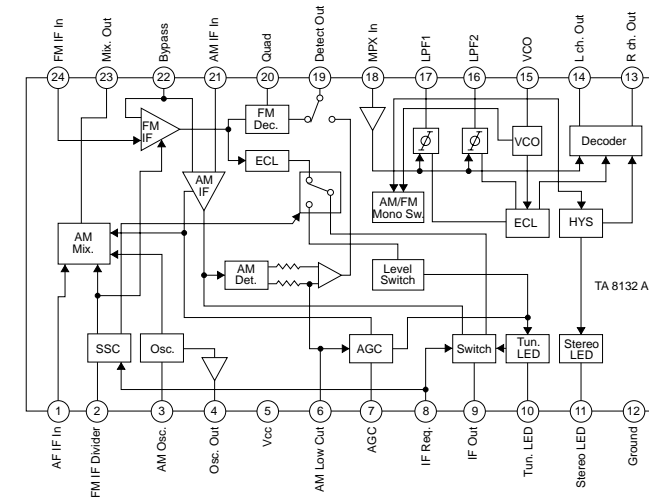 FM IF In
Mix. Out
Bypass
AM IF In
Quad
Detect Out
MPX In
LPF1
LPF2
VCO
L ch. Out
R ch. Out
24
23
22
21
20
19
18
17
16
15
14
13
FM
IF
FM
Dec.
ECL
AM
IF
AM/FM
Mono Sw.
VCO
Decoder
ECL
HYS
AM
Mix.
TA 8132 A
AM
Det.
Level
Switch
SSC
Osc.
AGC
Switch
Tun.
LED
Stereo
LED
1
2
3
4
5
6
7
8
9
10
11
12
AF IF In
FM IF Divider
AM Osc.
Osc. Out
Vcc
AM Low Cut
AGC
IF Req.
IF Out
Tun. LED
Stereo LED
Ground